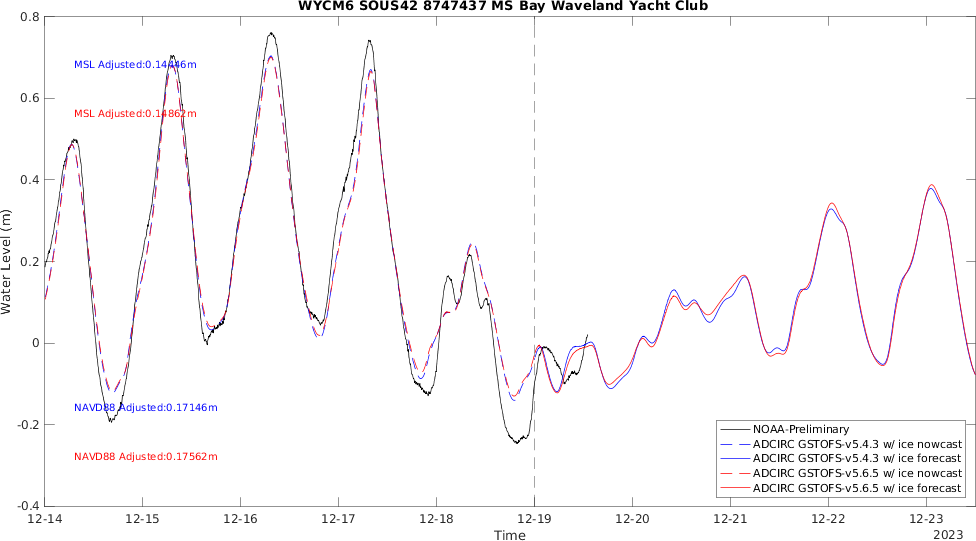 WYCM6 SOUS42 8747437 MS Bay Waveland Yacht Club
0.8
0.6
0.4
0.2
0
-0.2
-0.4
Water Level (m)
MSL Adjusted:0.14446m
MSL Adjusted:0.14862m
NAVD88 Adjusted:0.17146m
NAVD88 Adjusted:0.17562m
NOAA-Preliminary
ADCIRC GSTOFS-v5.4.3 w/ ice nowcast
ADCIRC GSTOFS-v5.4.3 w/ ice forecast
ADCIRC GSTOFS-v5.6.5 w/ ice nowcast
ADCIRC GSTOFS-v5.6.5 w/ ice forecast
12-14 12-15 12-16 12-17 12-18 12-19 12-20 12-21 12-22 12-23
Time
2023